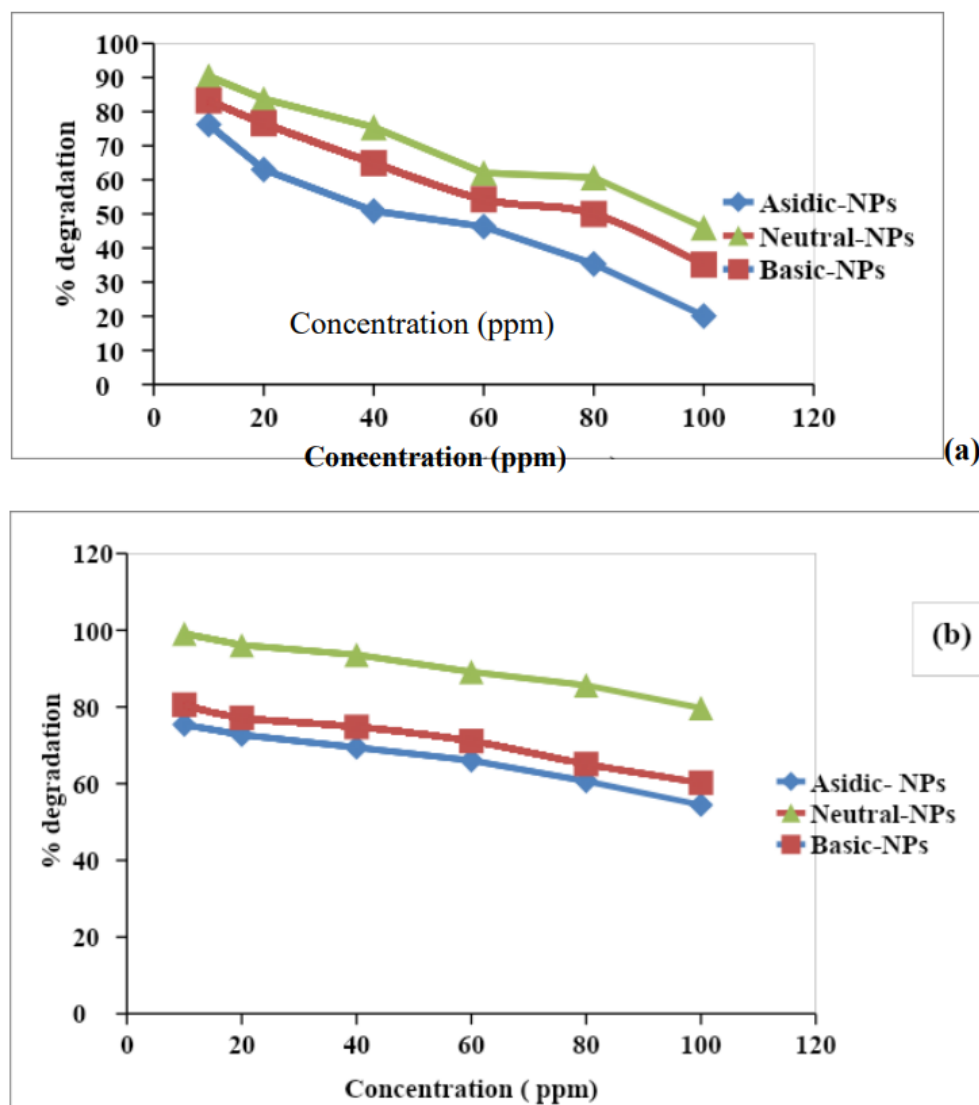 100
90
80
70
60
50
40
30
20
10
0
% degradation
Asidic-NPs
Neutral-NPs
Basic-NPs
Concentration (ppm)
0 20 40 60 80 100 120
Concentration (ppm)
(a)
120
100
80
60
40
20
0
% degradation
(b)
Asidic- NPs
Neutral-NPs
Basic-NPs
0 20 40 60 80 100 120
Concentration ( ppm)